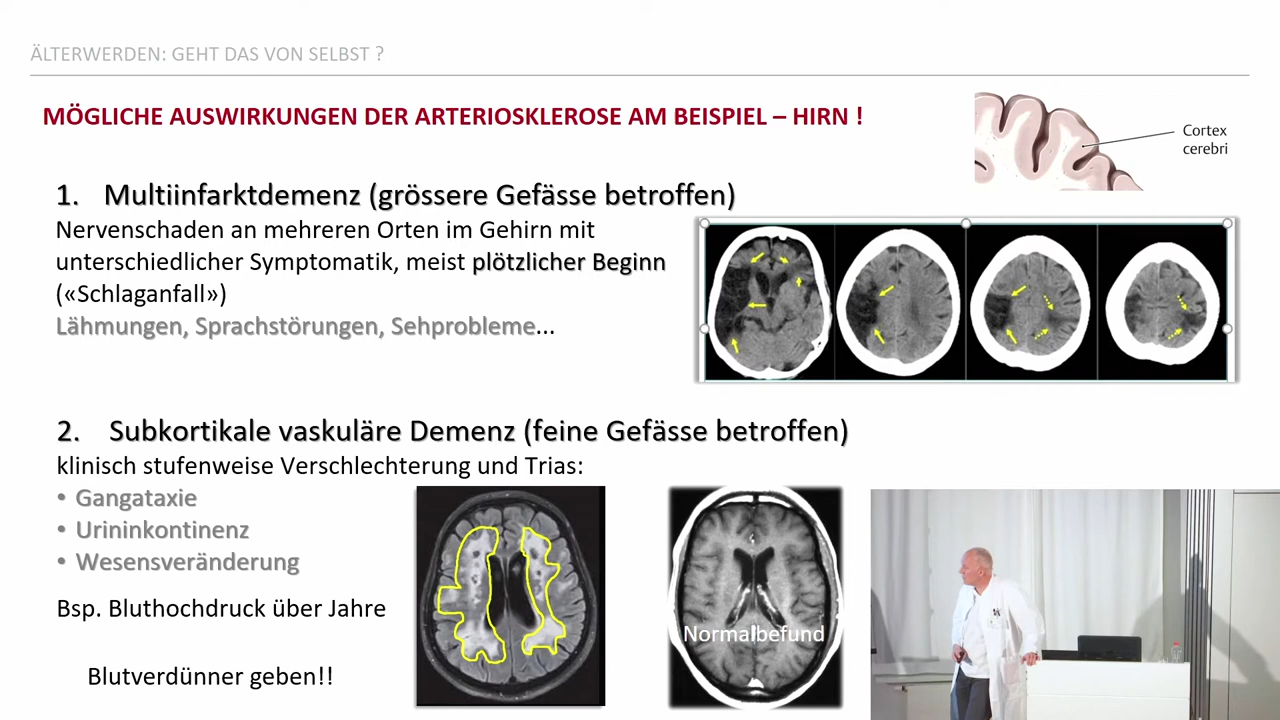 ÄLTERWERDEN: GEHT DAS VON SELBST ?
MÖGLICHE AUSWIRKUNGEN DER ARTERIOSKLEROSE AM BEISPIEL – HIRN !
Cortex
cerebri
1. Multiinfarktdemenz (grössere Gefässe betroffen)
Nervenschaden an mehreren Orten im Gehirn mit
unterschiedlicher Symptomatik, meist plötzlicher Beginn
(«Schlaganfall»)
Lähmungen, Sprachstörungen, Sehprobleme...
2. Subkortikale vaskuläre Demenz (feine Gefässe betroffen)
klinisch stufenweise Verschlechterung und Trias:
• Gangataxie
• Urininkontinenz
• Wesensveränderung
Bsp. Bluthochdruck über Jahre
Blutverdünner geben!!
Normalbefund